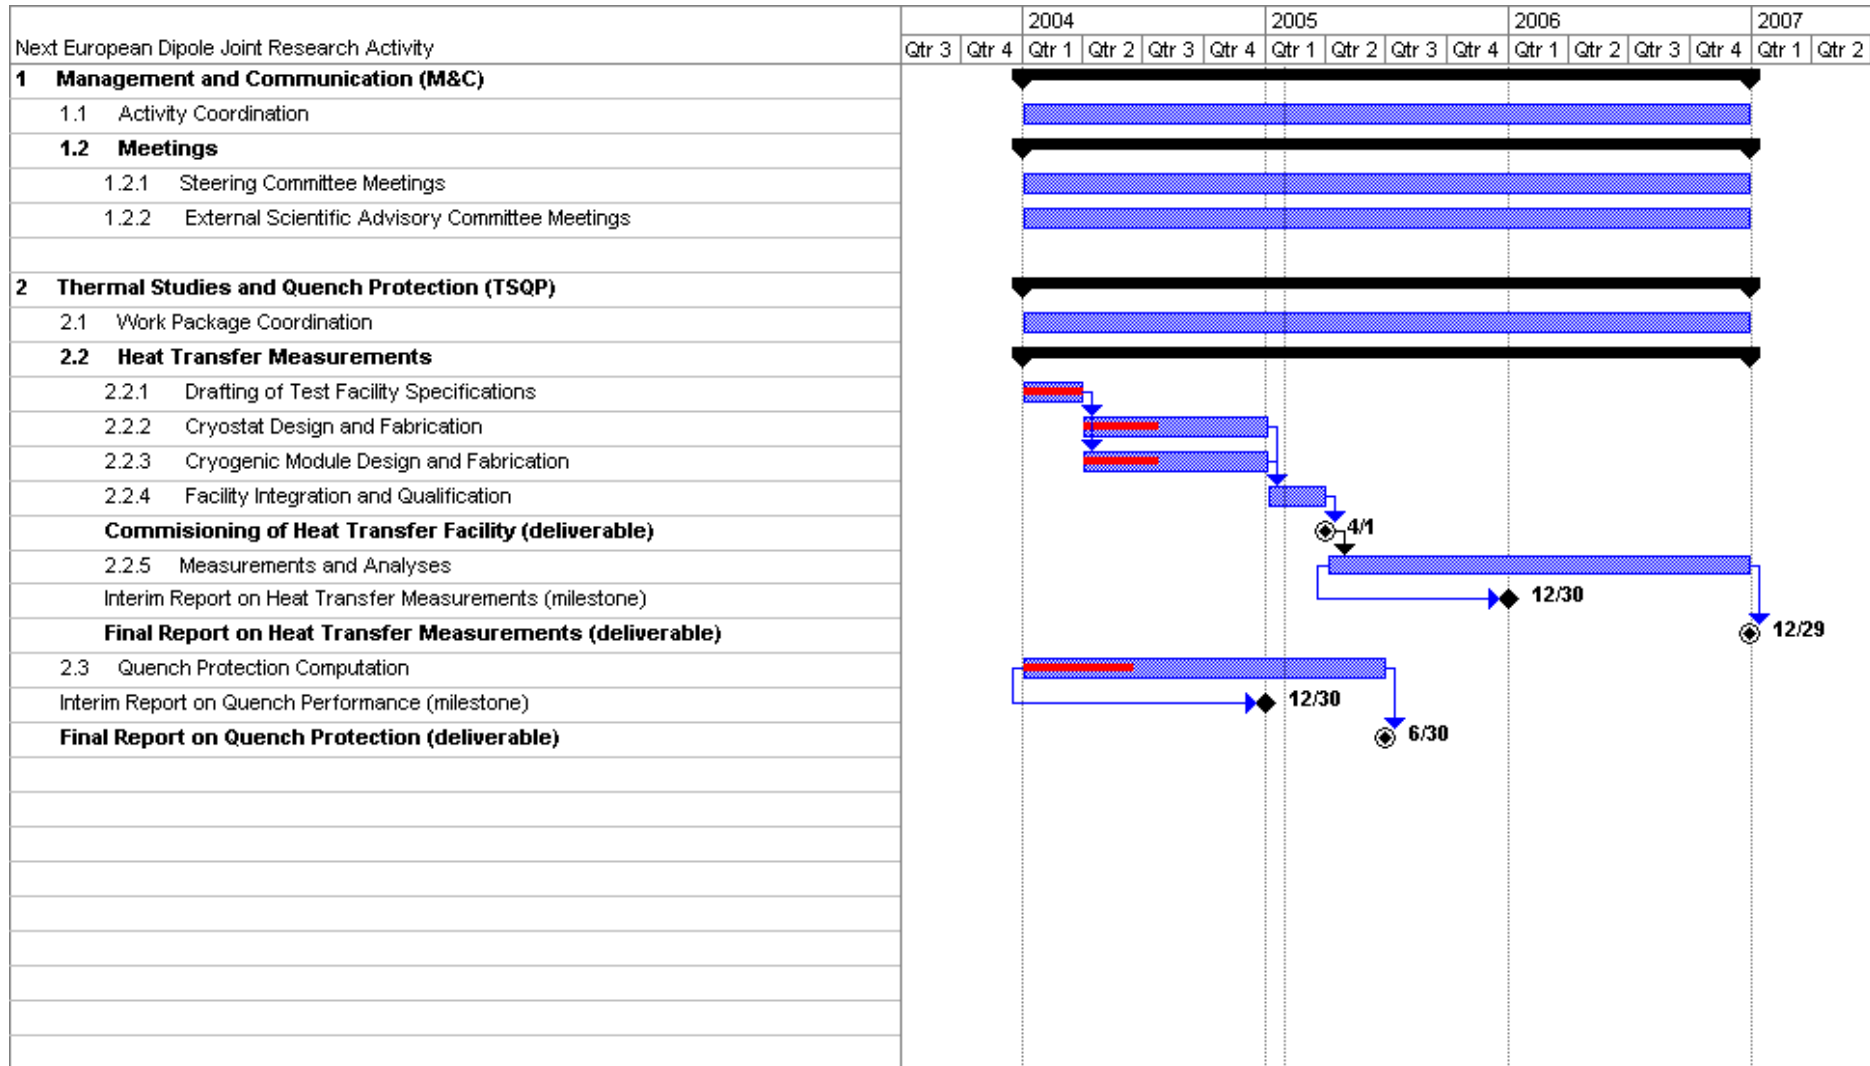 2004 2005 2006 2007
Next European Dipole Joint Research Activity Qtr 3 Qtr 4 Qtr 1 Qtr 2 Qtr 3 Qtr 4 Qtr 1 Qtr 2 Qtr 3 Qtr 4 Qtr 1 Qtr 2 Qtr 3 Qtr 4 Qtr 1 Qtr 2
1 Management and Communication (M&C)
1.1 Activity Coordination
1.2 Meetings
1.2.1 Steering Committee Meetings
1.2.2 External Scientific Advisory Committee Meetings
2 Thermal Studies and Quench Protection (TSQP)
2.1 Work Package Coordination
2.2 Heat Transfer Measurements
2.2.1 Drafting of Test Facility Specifications
2.2.2 Cryostat Design and Fabrication
2.2.3 Cryogenic Module Design and Fabrication
2.2.4 Facility Integration and Qualification
Commisioning of Heat Transfer Facility (deliverable) 4/1
2.2.5 Measurements and Analyses
Interim Report on Heat Transfer Measurements (milestone) 12/30
Final Report on Heat Transfer Measurements (deliverable) 12/29
2.3 Quench Protection Computation
Interim Report on Quench Performance (milestone) 12/30
Final Report on Quench Protection (deliverable) 6/30